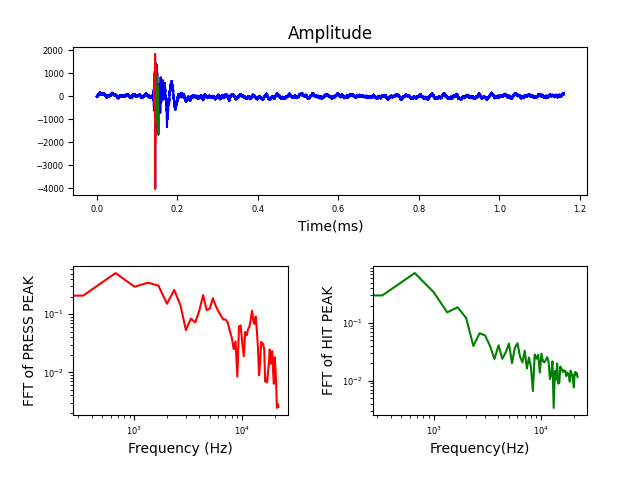 Amplitude
2000
1000
0
−1000
−2000
−3000
−4000
0.0 0.2 0.4 0.6 0.8 1.0 1.2
Time(ms)
FFT of PRESS PEAK
10⁻¹
10⁻²
10³ 10⁴
Frequency (Hz)
FFT of HIT PEAK
10⁻¹
10⁻²
10³ 10⁴
Frequency(Hz)